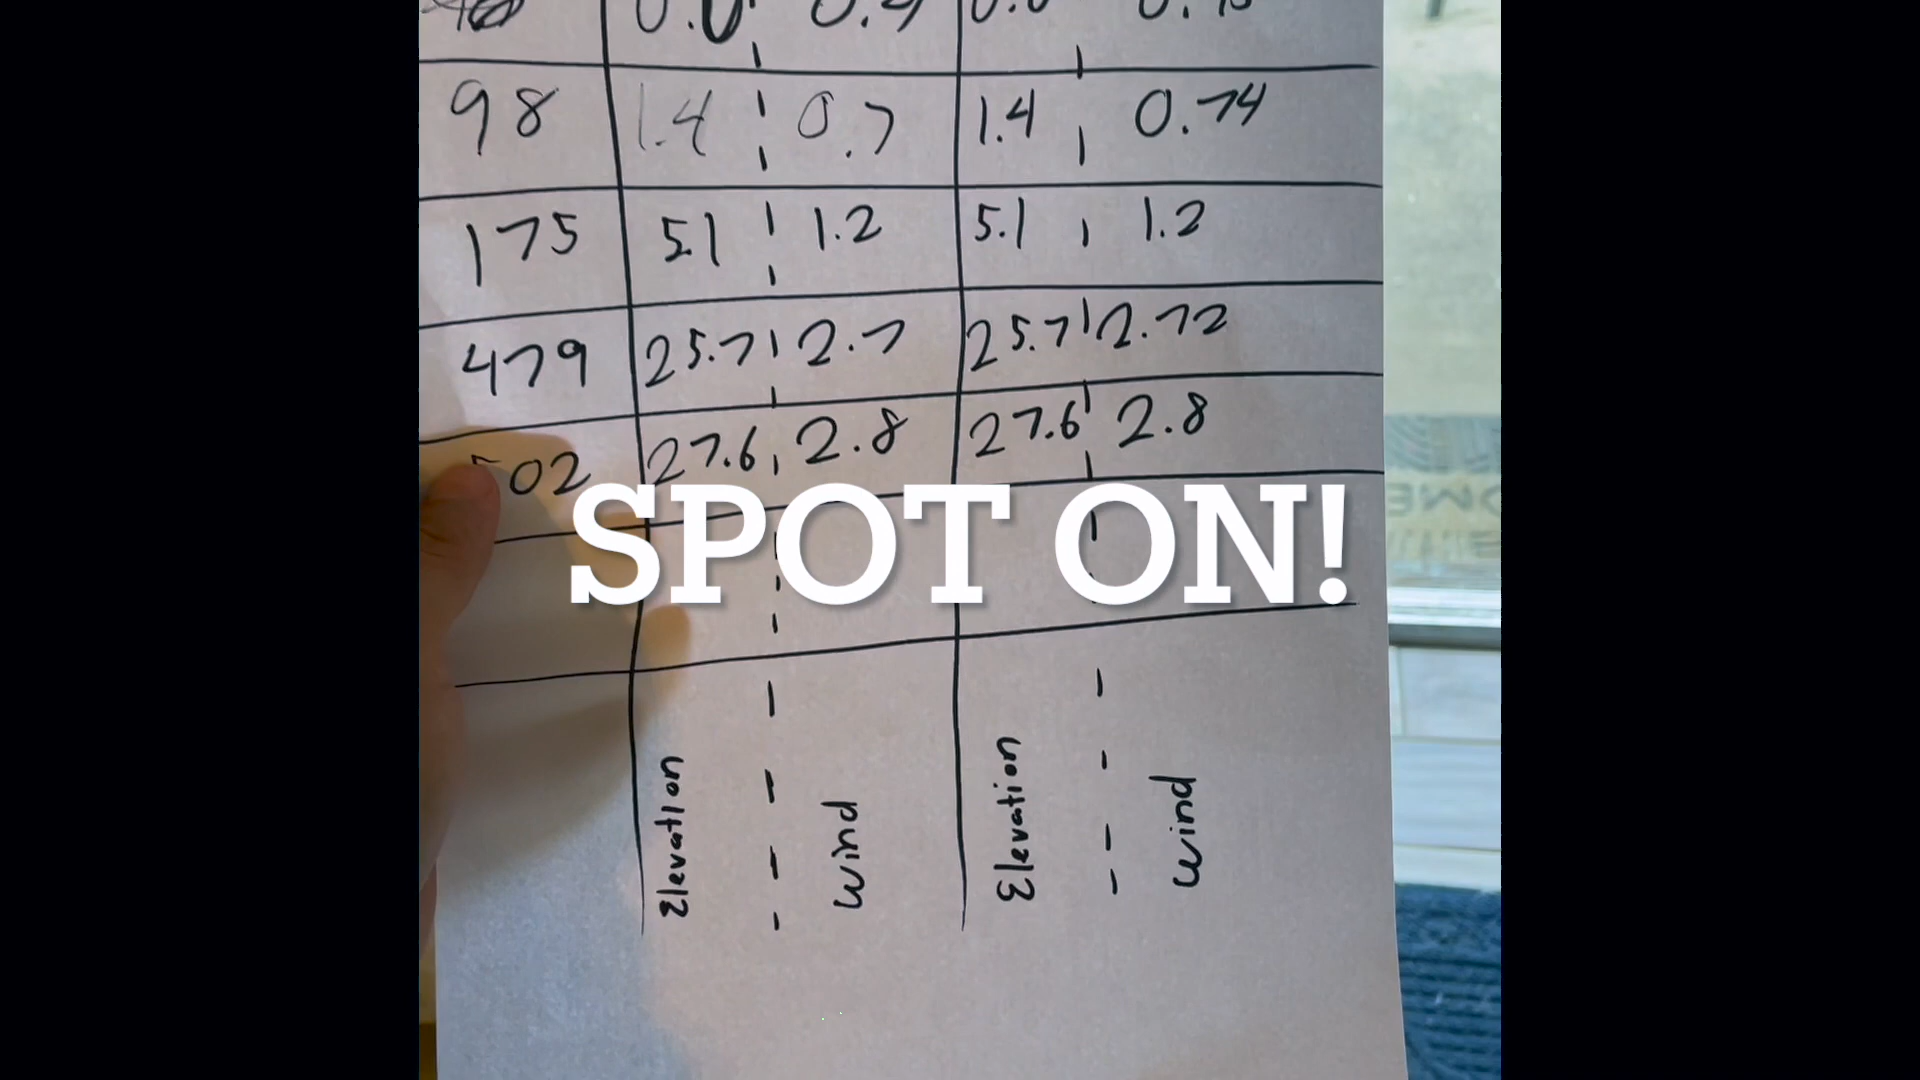 98 1.4 0.7 1.4 0.74
175 5.1 1.2 5.1 1.2
479 25.7 2.7 25.7 2.72
502 27.6 2.8 27.6 2.8
SPOT ON!
Elevation Wind Elevation Wind